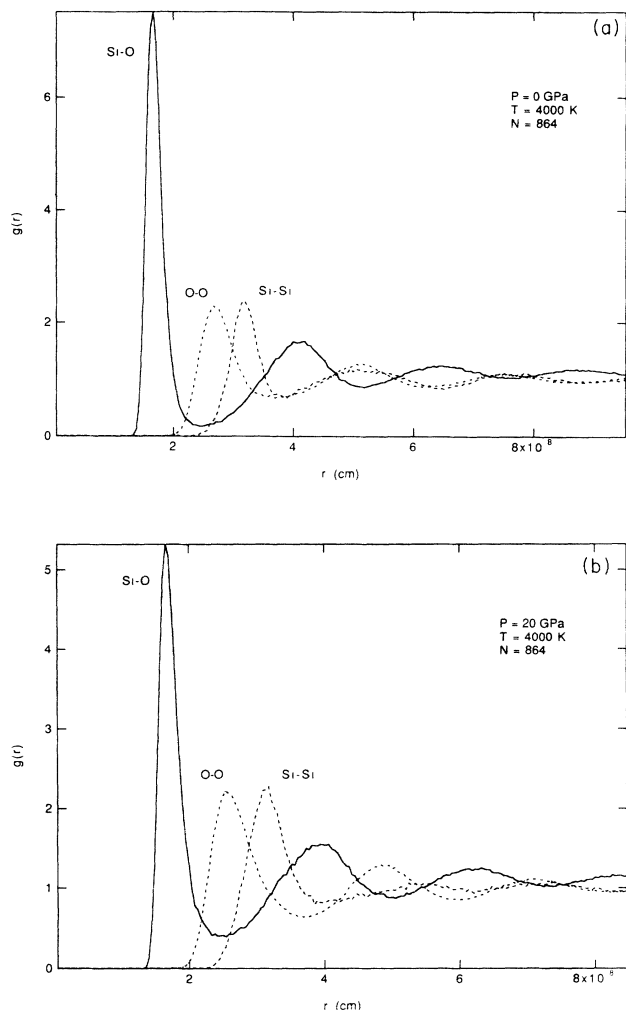 (a)
Si-O
P = 0 GPa
T = 4000 K
N = 864
6
4
g(r)
O-O
Si-Si
2
0
2
4
6
8x10⁻⁸
r (cm)
(b)
5
Si-O
P = 20 GPa
T = 4000 K
N = 864
4
3
g(r)
O-O
Si-Si
2
1
0
2
4
6
8x10⁻⁸
r (cm)